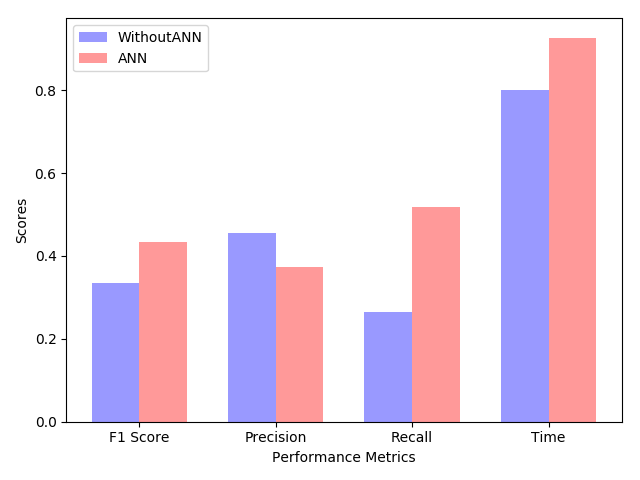 WithoutANN
ANN
Scores
0.8
0.6
0.4
0.2
0.0
F1 Score Precision Recall Time
Performance Metrics